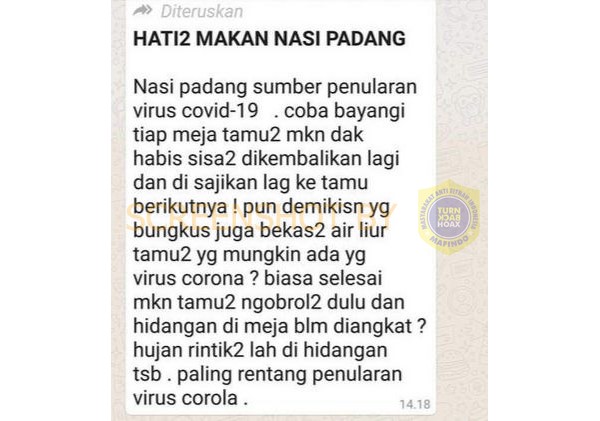 Diteruskan
HATI2 MAKAN NASI PADANG
Nasi padang sumber penularan
virus covid-19 . coba bayangi
tiap meja tamu2 mkn dak
habis sisa2 dikembalikan lagi
dan di sajikan lag ke tamu
berikutnya ! pun demikisn yg
bungkus juga bekas2 air liur
tamu2 yg mungkin ada yg
virus corona ? biasa selesai
mkn tamu2 ngobrol2 dulu dan
hidangan di meja blm diangkat ?
hujan rintik2 lah di hidangan
tsb . paling rentang penularan
virus corola .
14.18
SCREENSHOT BY
MASYARAKAT ANTI FITNAH INDONESIA
TURN
BACK
HOAX
MAFINDO